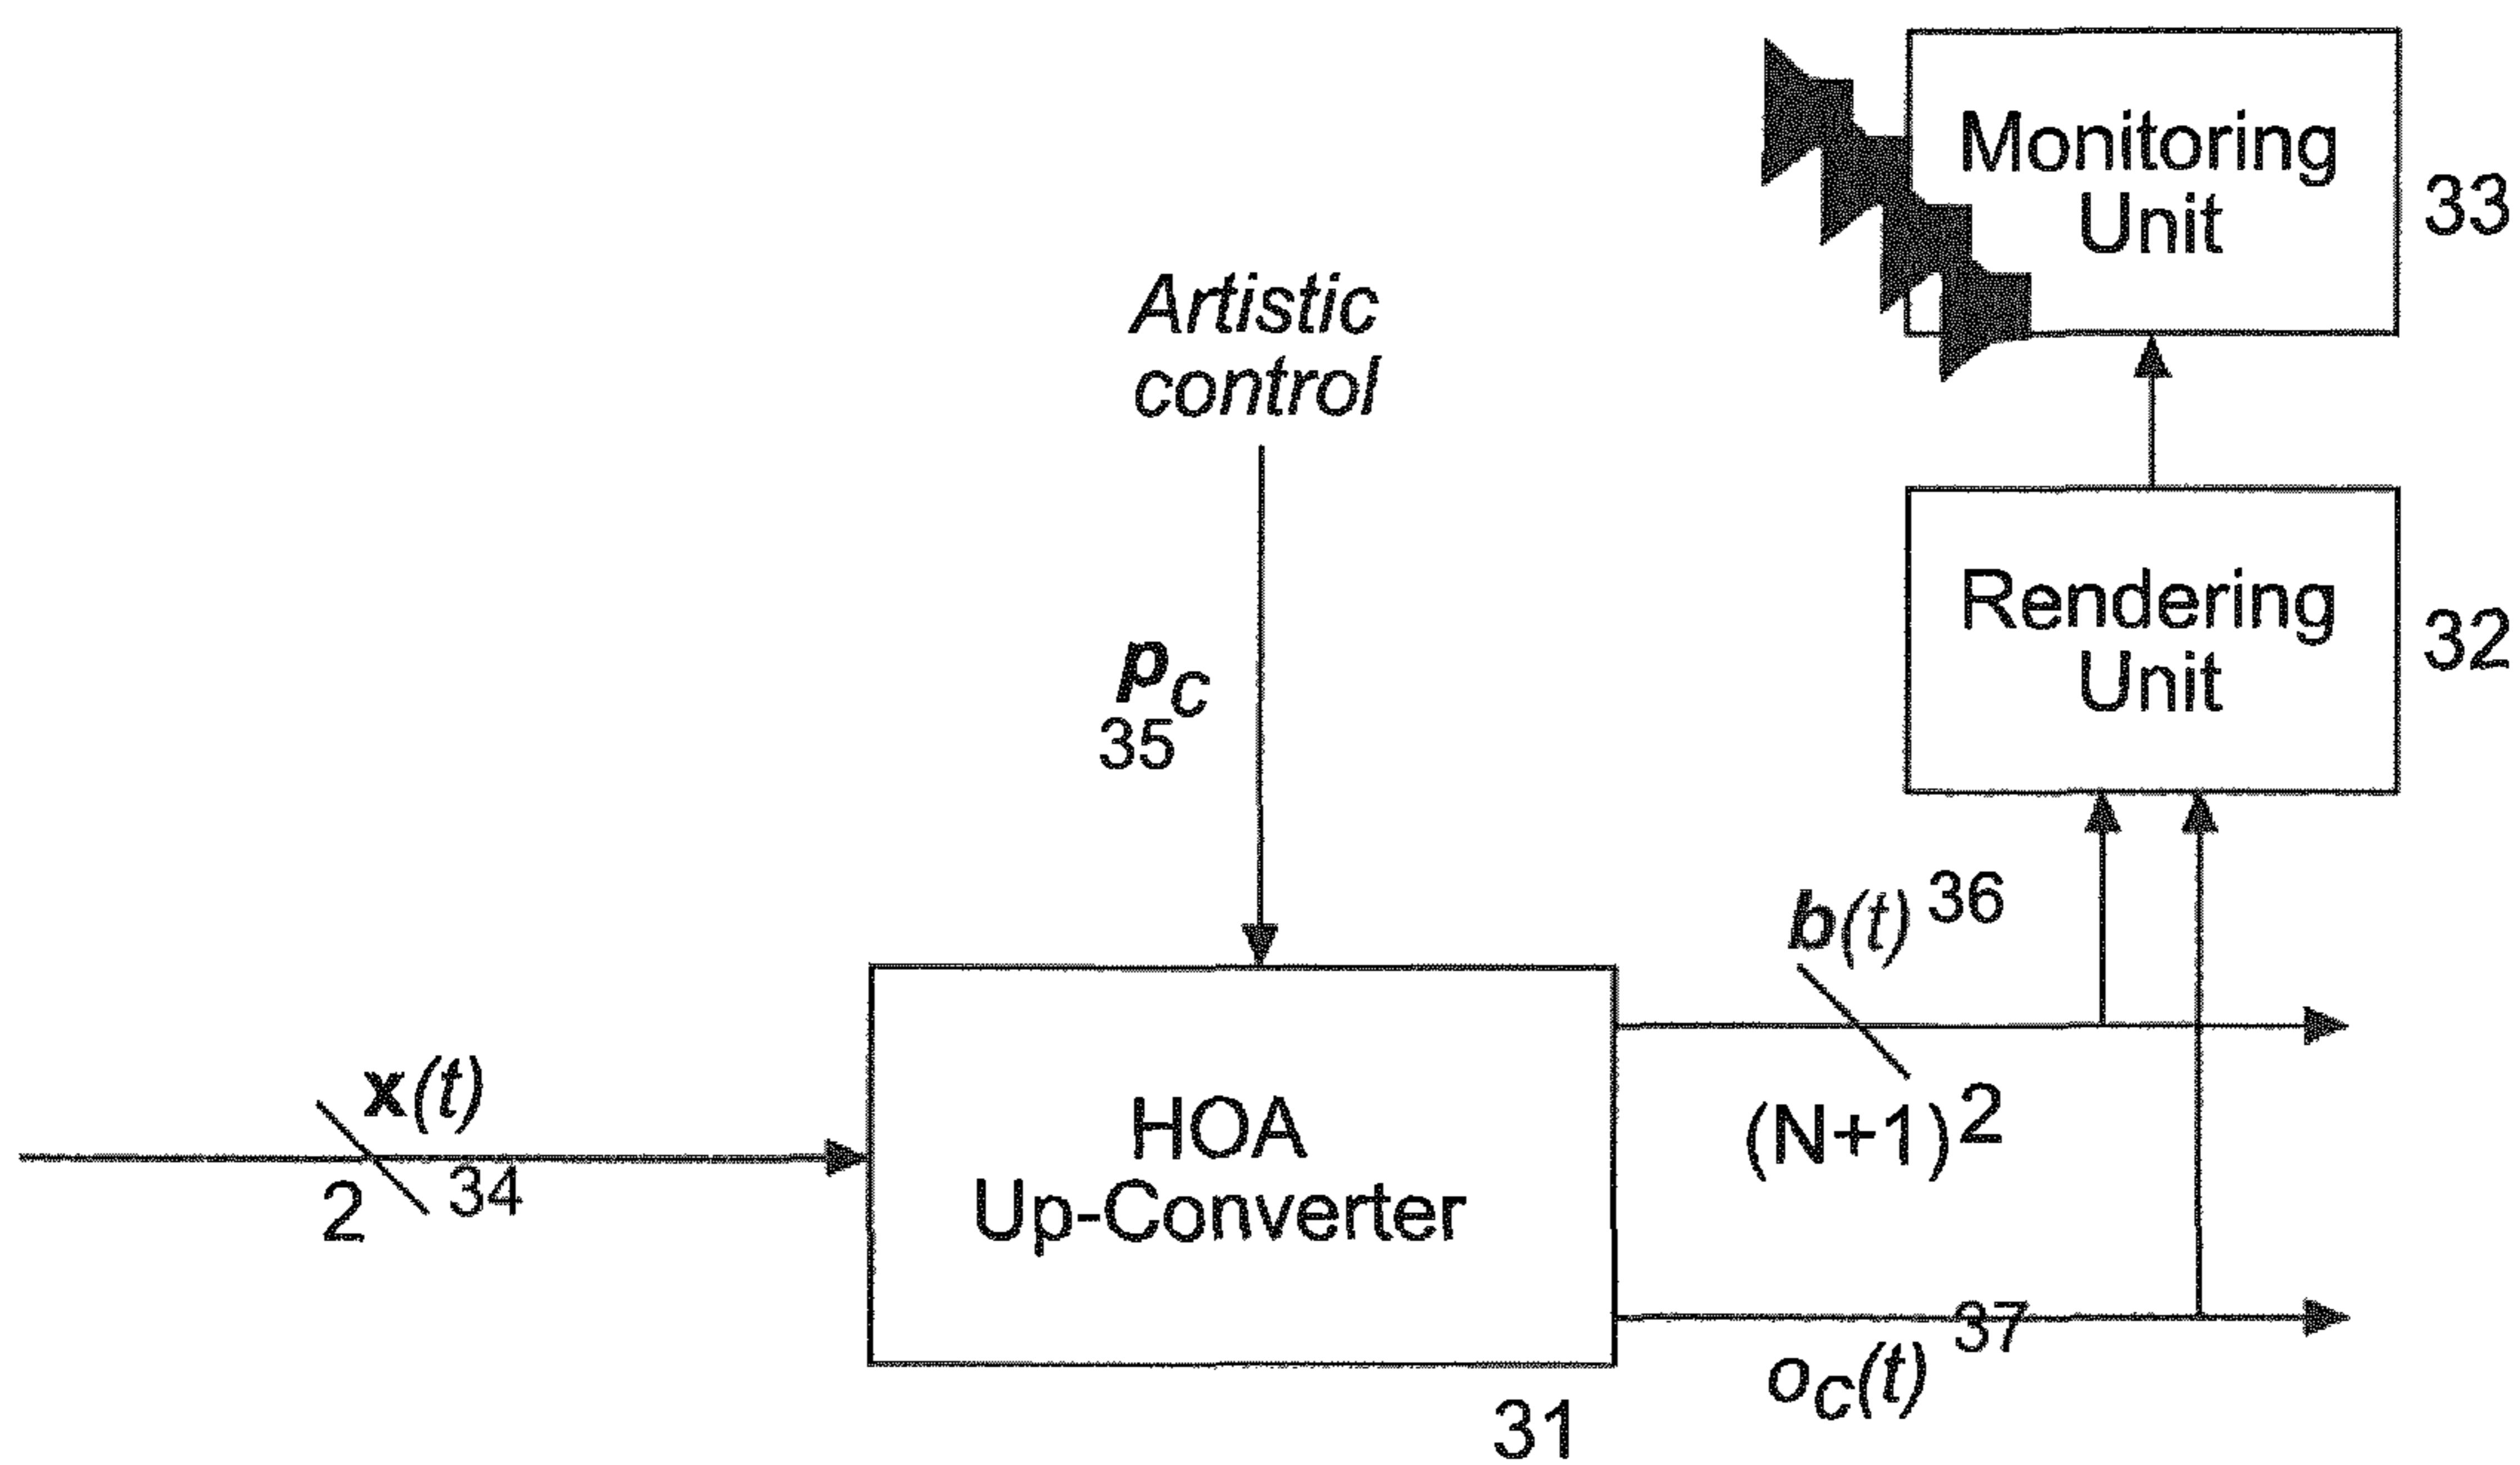 Monitoring
Unit
33
Artistic
control
Rendering
Unit
32
p_C
35
b(t) 36
x(t)
2 34
HOA
Up-Converter
(N+1)^2
37
o_C(t)
31